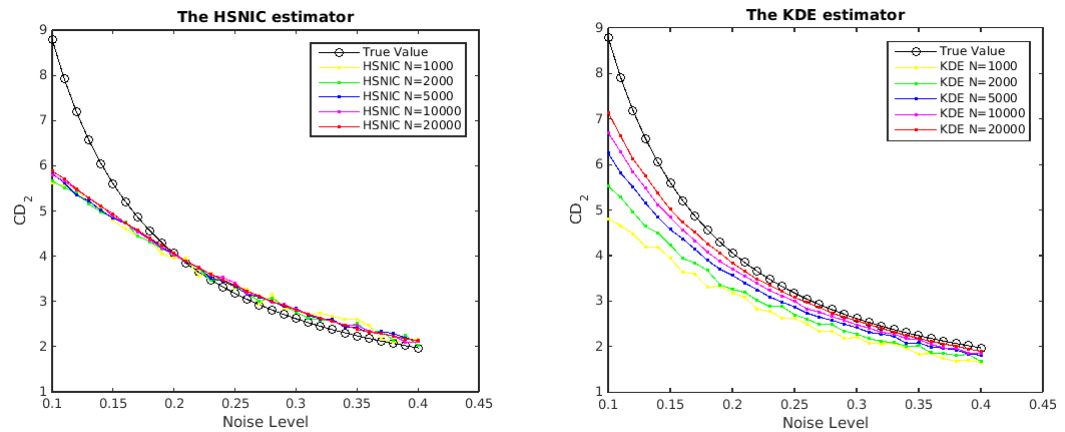 The HSNIC estimator
True Value
HSNIC N=1000
HSNIC N=2000
HSNIC N=5000
HSNIC N=10000
HSNIC N=20000
9
8
7
6
5
4
3
2
1
CD2
0.1 0.15 0.2 0.25 0.3 0.35 0.4 0.45
Noise Level
The KDE estimator
True Value
KDE N=1000
KDE N=2000
KDE N=5000
KDE N=10000
KDE N=20000
9
8
7
6
5
4
3
2
1
CD2
0.1 0.15 0.2 0.25 0.3 0.35 0.4 0.45
Noise Level